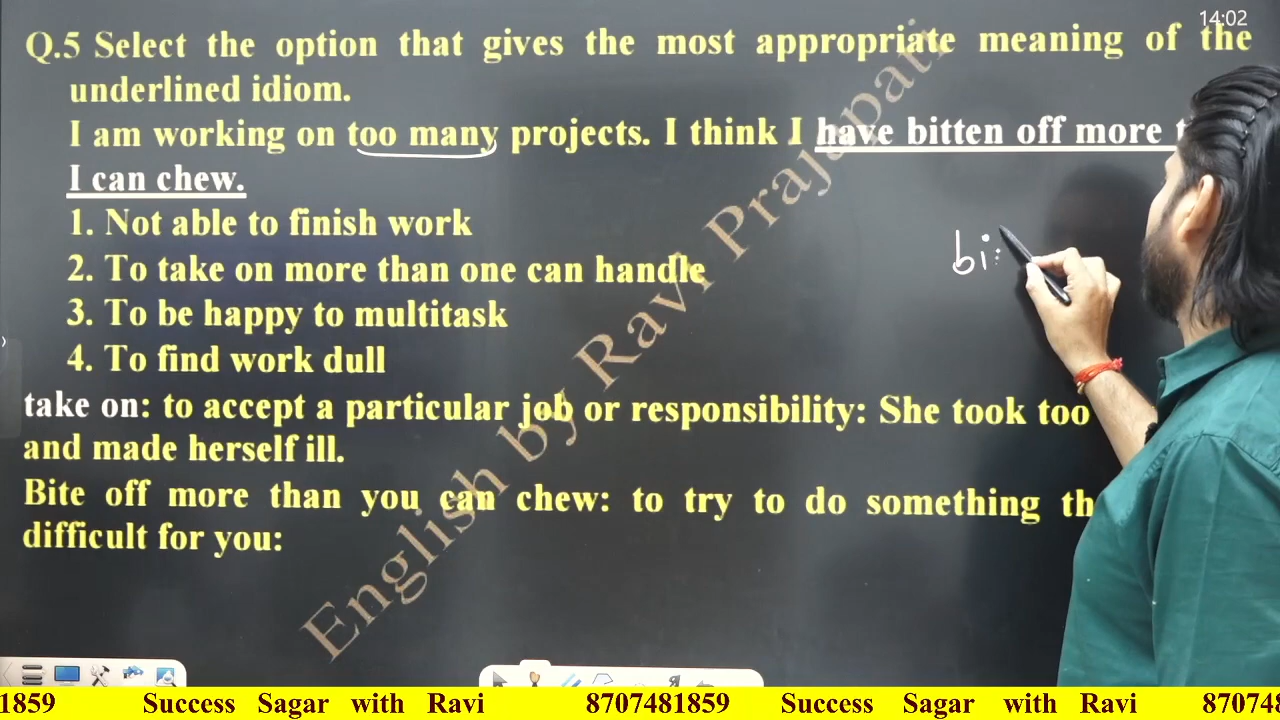 14:02
Q.5 Select the option that gives the most appropriate meaning of the
underlined idiom.
I am working on too many projects. I think I have bitten off more
I can chew.
1. Not able to finish work
2. To take on more than one can handle
3. To be happy to multitask
4. To find work dull
take on: to accept a particular job or responsibility: She took too
and made herself ill.
Bite off more than you can chew: to try to do something
difficult for you:
bi
English by Ravi Prajapati
1859 Success Sagar with Ravi 8707481859 Success Sagar with Ravi 87074